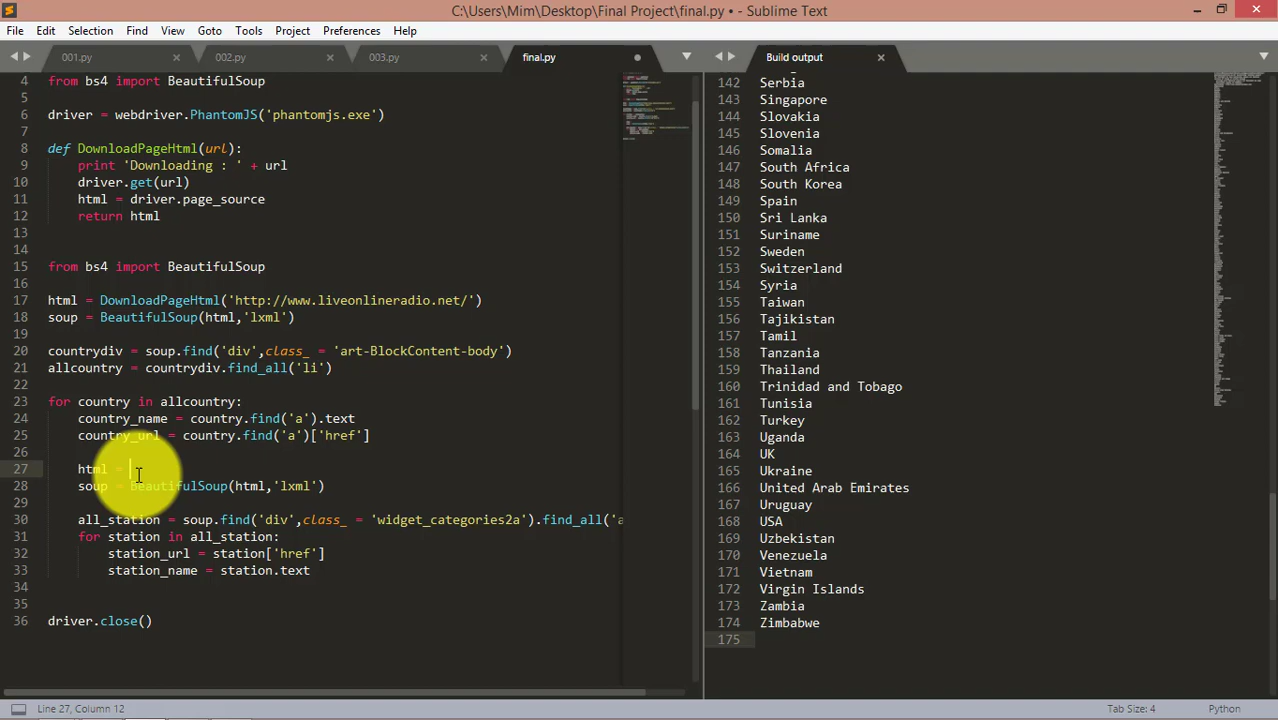 C:\Users\Mim\Desktop\Final Project\final.py • - Sublime Text
File Edit Selection Find View Goto Tools Project Preferences Help
001.py 002.py 003.py final.py Build output
4 from bs4 import BeautifulSoup
5
6 driver = webdriver.PhantomJS('phantomjs.exe')
7
8 def DownloadPageHtml(url):
9 print 'Downloading : ' + url
10 driver.get(url)
11 html = driver.page_source
12 return html
13
14
15 from bs4 import BeautifulSoup
16
17 html = DownloadPageHtml('http://www.liveonlineradio.net/')
18 soup = BeautifulSoup(html,'lxml')
19
20 countrydiv = soup.find('div',class_ = 'art-BlockContent-body')
21 allcountry = countrydiv.find_all('li')
22
23 for country in allcountry:
24 country_name = country.find('a').text
25 country_url = country.find('a')['href']
26
27 html =
28 soup = BeautifulSoup(html,'lxml')
29
30 all_station = soup.find('div',class_ = 'widget_categories2a').find_all('a
31 for station in all_station:
32 station_url = station['href']
33 station_name = station.text
34
35
36 driver.close()
142 Serbia
143 Singapore
144 Slovakia
145 Slovenia
146 Somalia
147 South Africa
148 South Korea
149 Spain
150 Sri Lanka
151 Suriname
152 Sweden
153 Switzerland
154 Syria
155 Taiwan
156 Tajikistan
157 Tamil
158 Tanzania
159 Thailand
160 Trinidad and Tobago
161 Tunisia
162 Turkey
163 Uganda
164 UK
165 Ukraine
166 United Arab Emirates
167 Uruguay
168 USA
169 Uzbekistan
170 Venezuela
171 Vietnam
172 Virgin Islands
173 Zambia
174 Zimbabwe
175
Line 27, Column 12 Tab Size: 4 Python